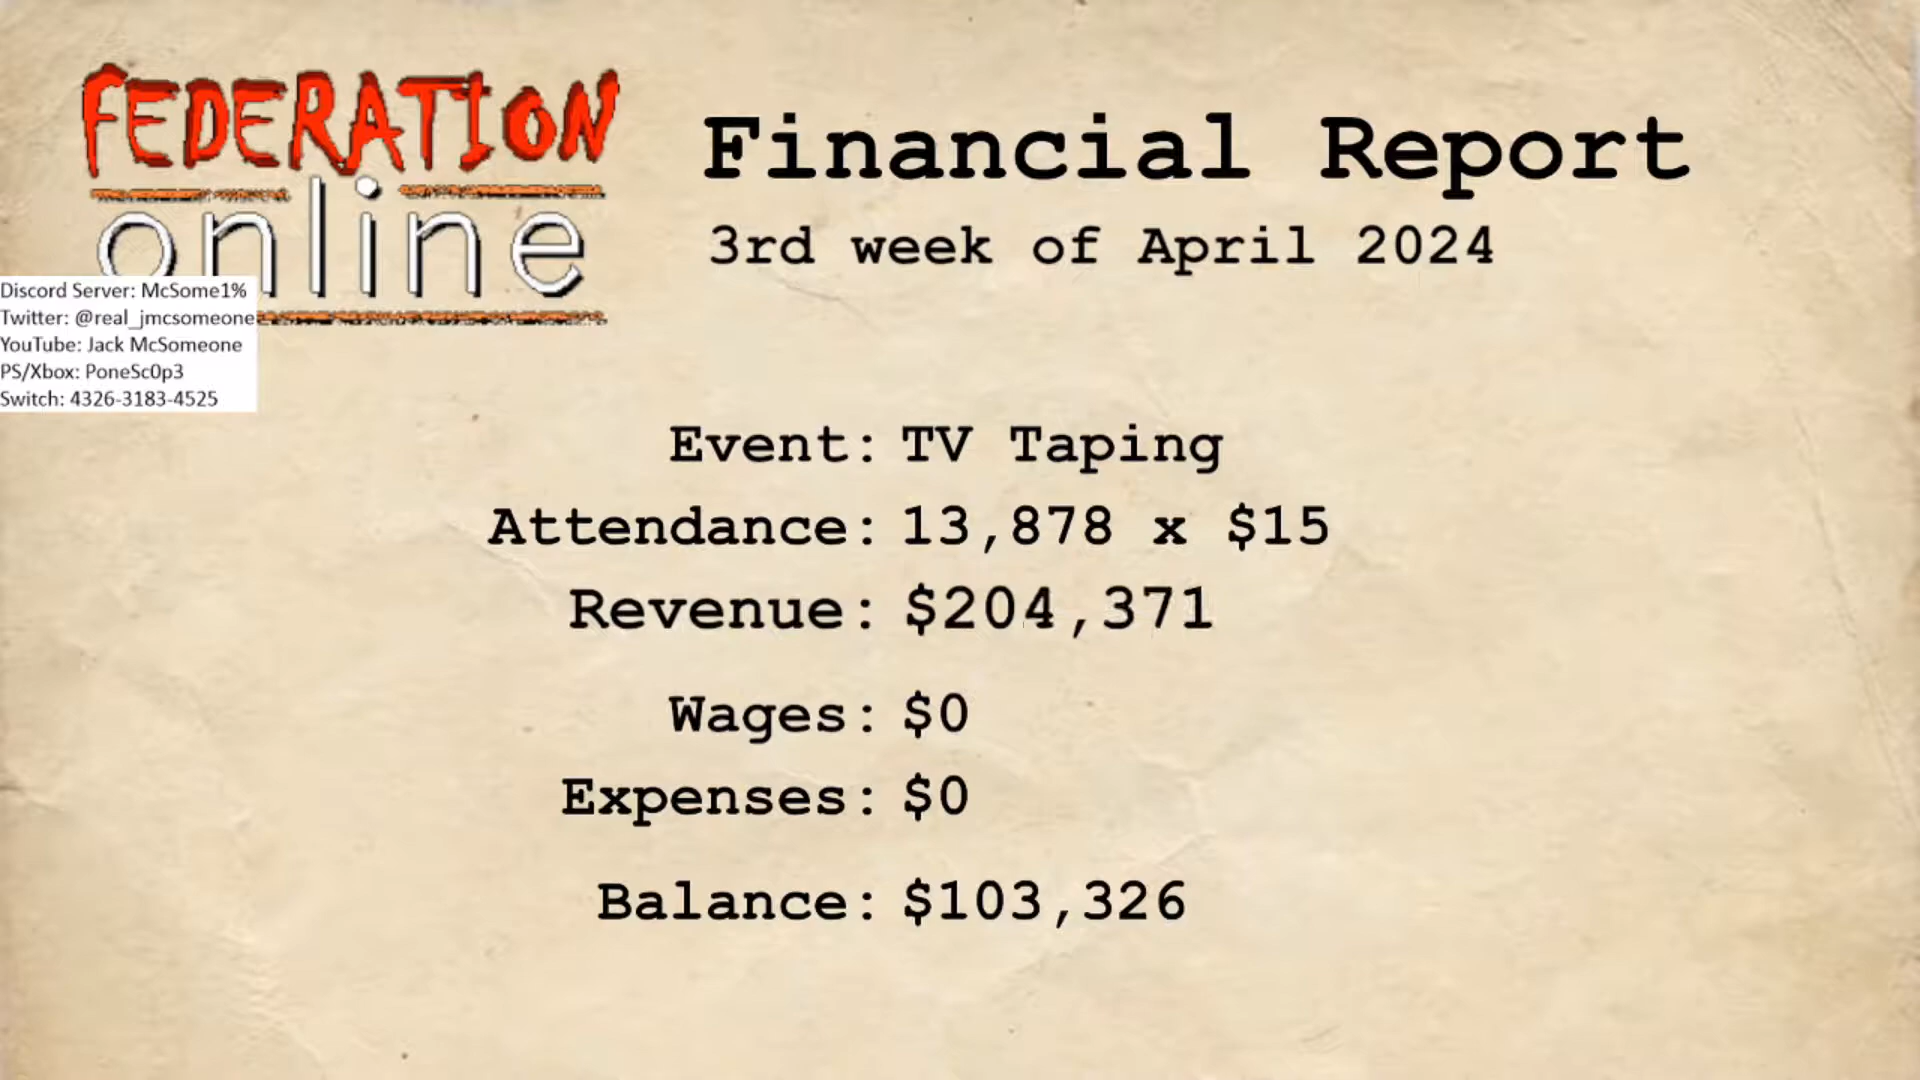 FEDERATION
online
Financial Report
3rd week of April 2024
Discord Server: McSome1%
Twitter: @real_jmcsomeone
YouTube: Jack McSomeone
PS/Xbox: PoneSc0p3
Switch: 4326-3183-4525
Event: TV Taping
Attendance: 13,878 x $15
Revenue: $204,371
Wages: $0
Expenses: $0
Balance: $103,326